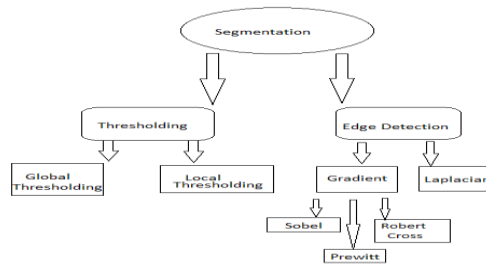 Segmentation
Thresholding
Edge Detection
Global
Thresholding
Local
Thresholding
Gradient
Laplacian
Sobel
Robert
Cross
Prewitt